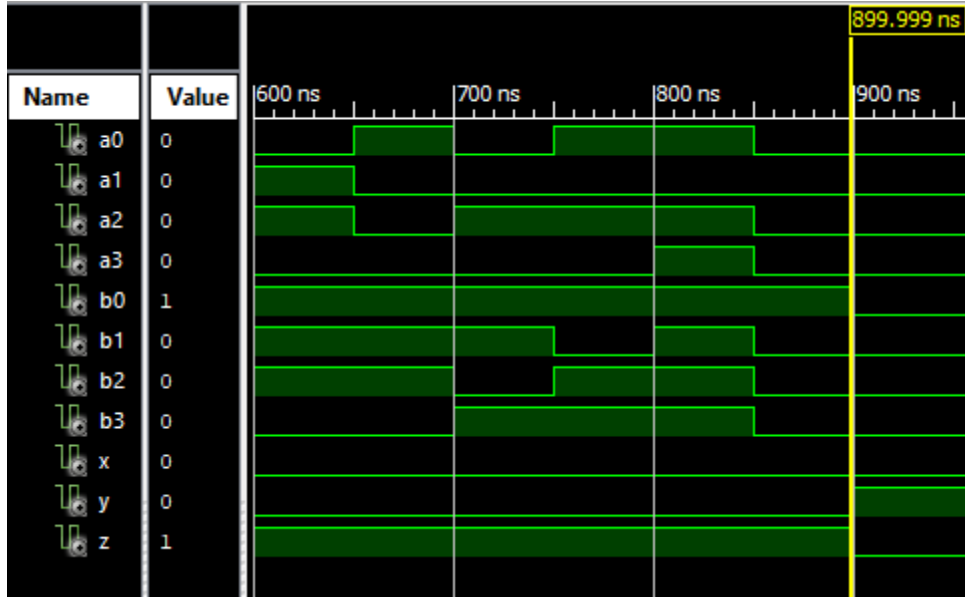 899.999 ns
Name Value 600 ns 700 ns 800 ns 900 ns
a0 0
a1 0
a2 0
a3 0
b0 1
b1 0
b2 0
b3 0
x 0
y 0
z 1